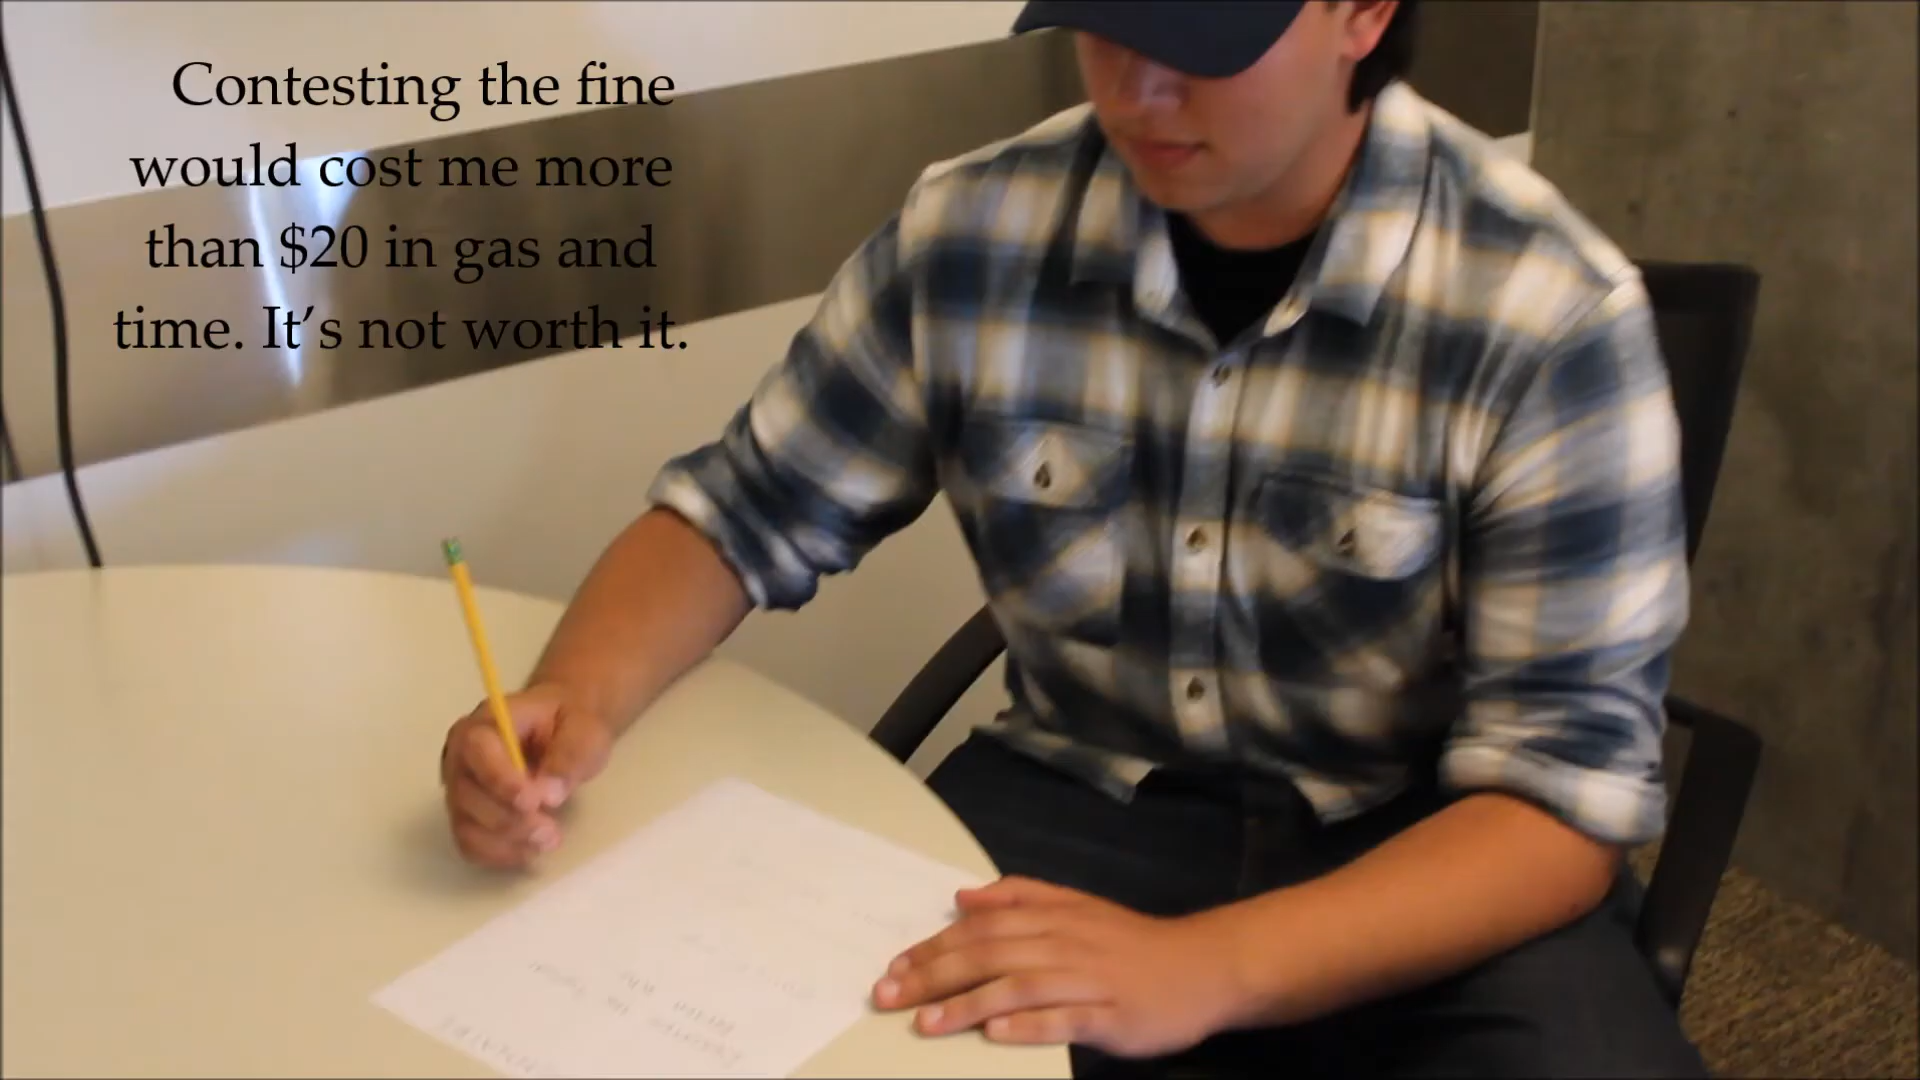 Contesting the fine
would cost me more
than $20 in gas and
time. It’s not worth it.